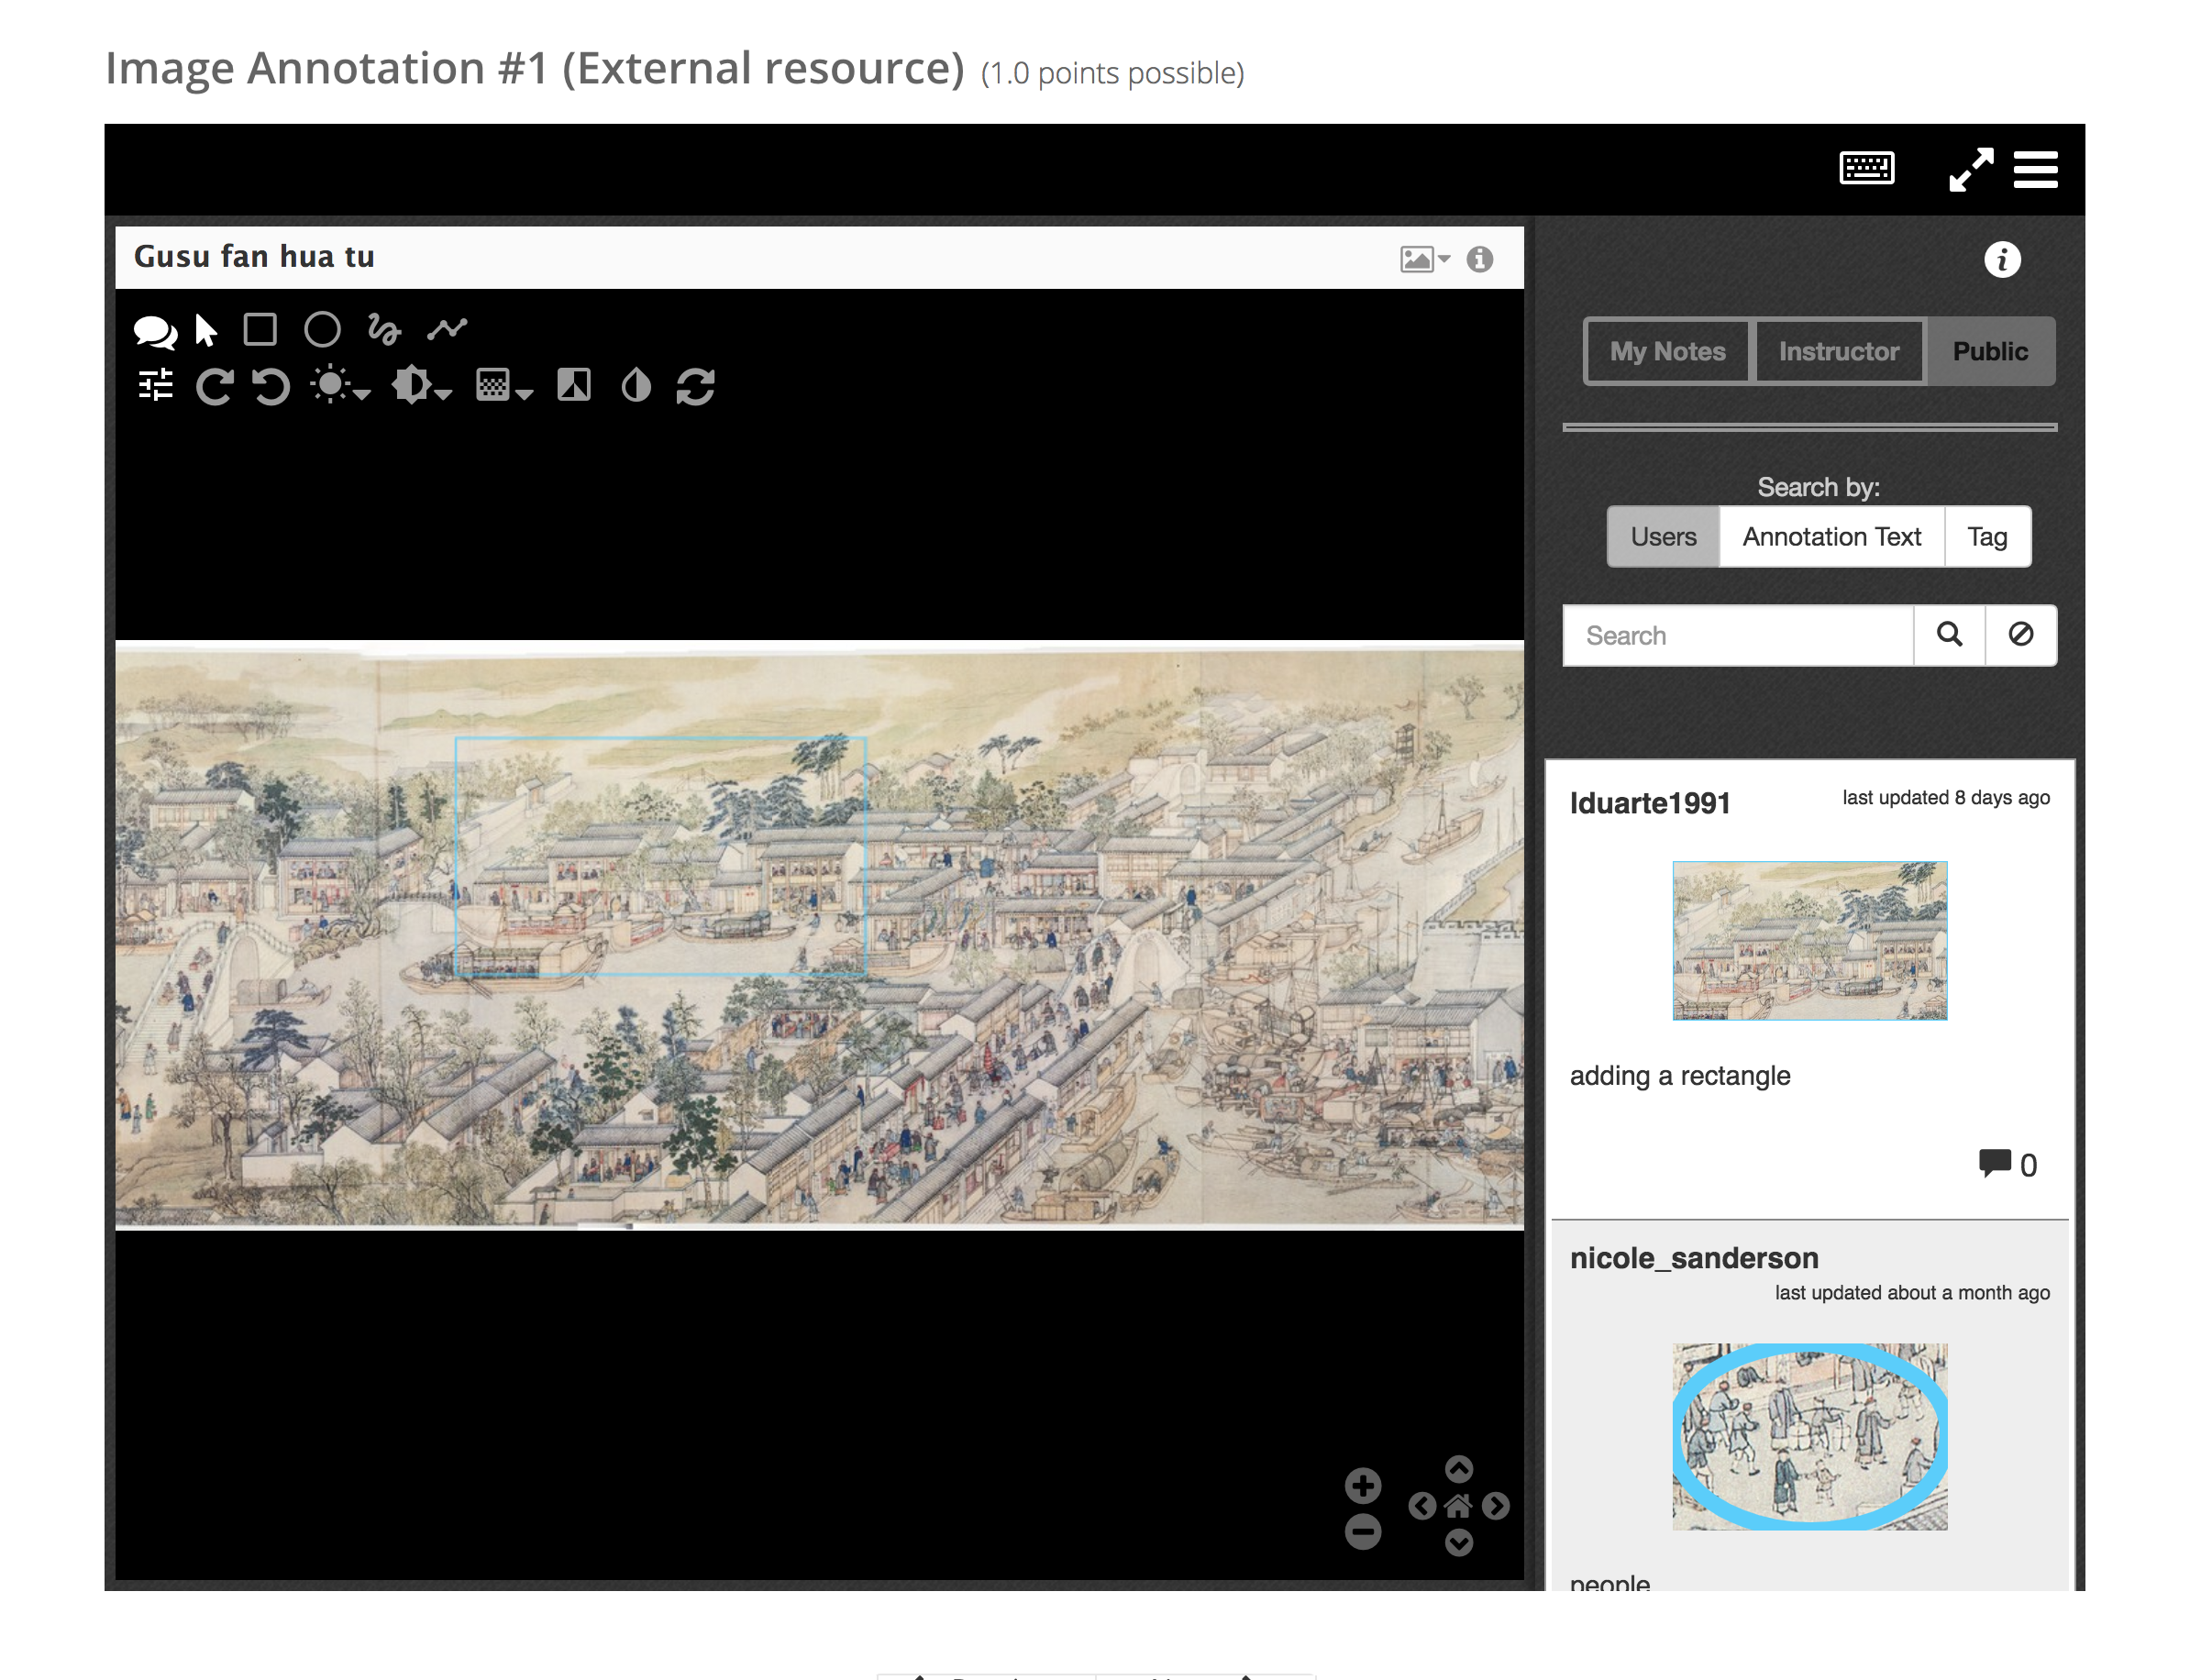 Image Annotation #1 (External resource) (1.0 points possible)
Gusu fan hua tu
My Notes Instructor Public
Search by:
Users Annotation Text Tag
Search
lduarte1991 last updated 8 days ago
adding a rectangle
0
nicole_sanderson
last updated about a month ago
people